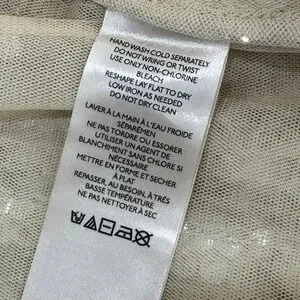 HAND WASH COLD SEPARATELY
DO NOT WRING OR TWIST
USE ONLY NON-CHLORINE
BLEACH
RESHAPE LAY FLAT TO DRY
LOW IRON AS NEEDED
DO NOT DRY CLEAN
LAVER À LA MAIN À L'EAU FROIDE
SÉPARÉMEN
NE PAS TORDRE OU ESSORER
UTILISER UN AGENT DE
BLANCHIMENT SANS CHLORE SI
NÉCESSAIRE
METTRE EN FORME ET SECHER
À PLAT
REPASSER, AU BESOIN, À TRÈS
BASSE TEMPÉRATURE
NE PAS NETTOYER À SEC